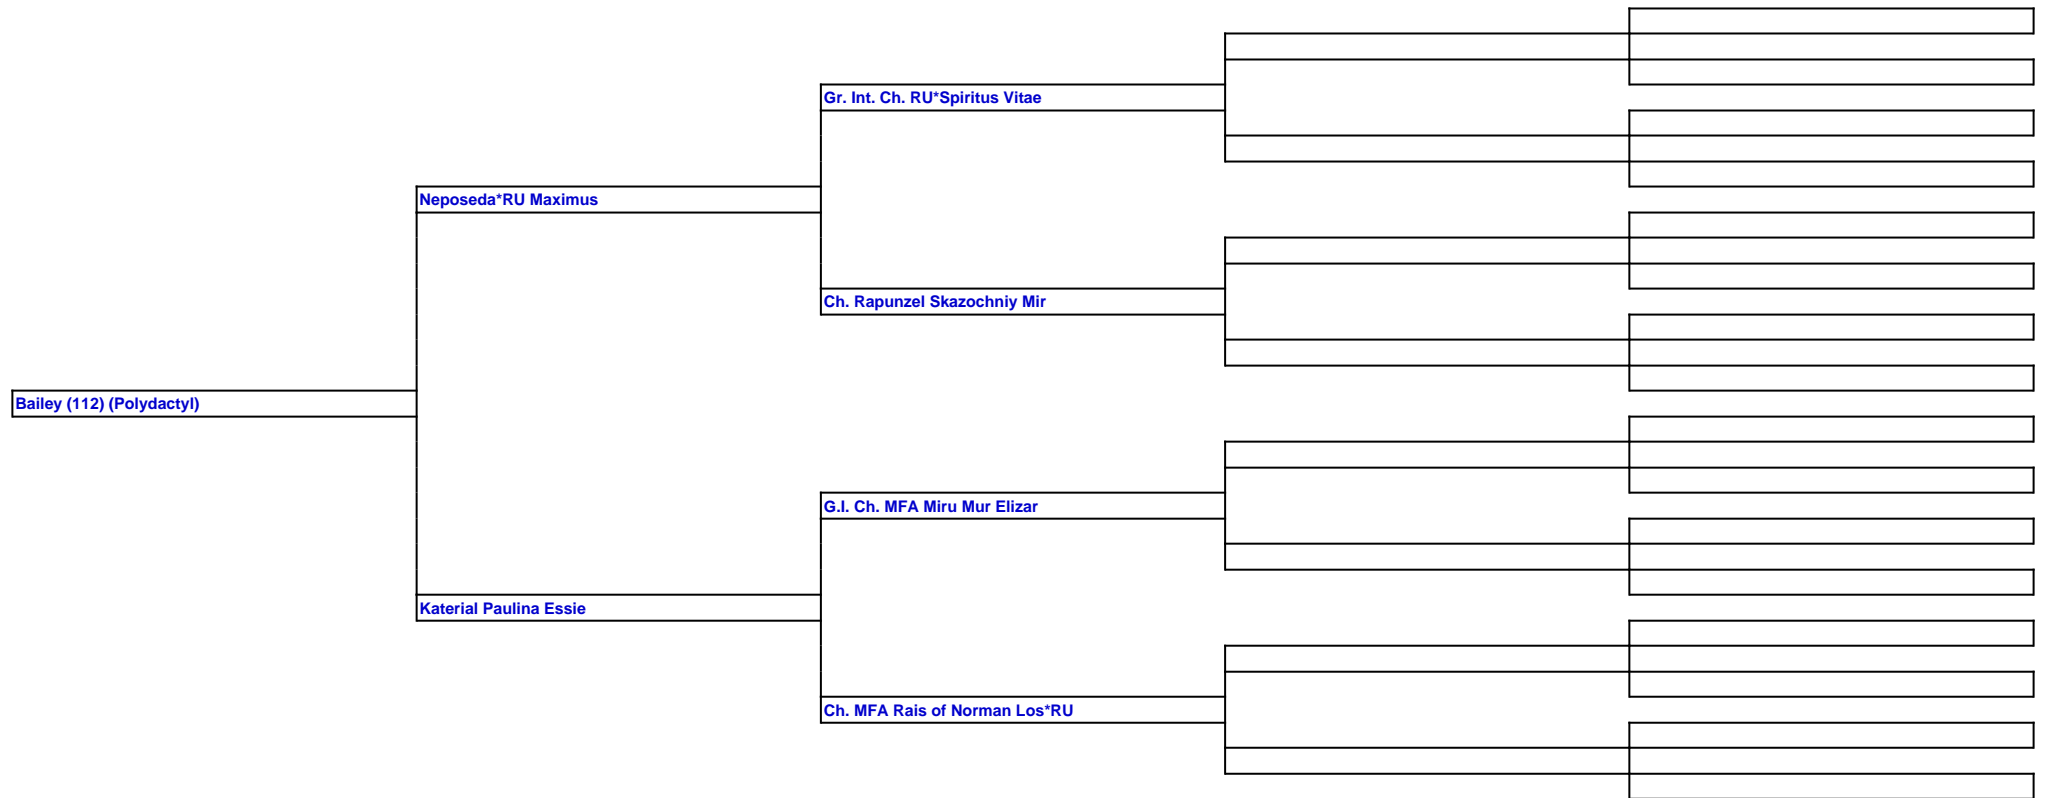 Gr. Int. Ch. RU*Spiritus Vitae
Neposeda*RU Maximus
Ch. Rapunzel Skazochniy Mir
Bailey (112) (Polydactyl)
G.I. Ch. MFA Miru Mur Elizar
Katerial Paulina Essie
Ch. MFA Rais of Norman Los*RU